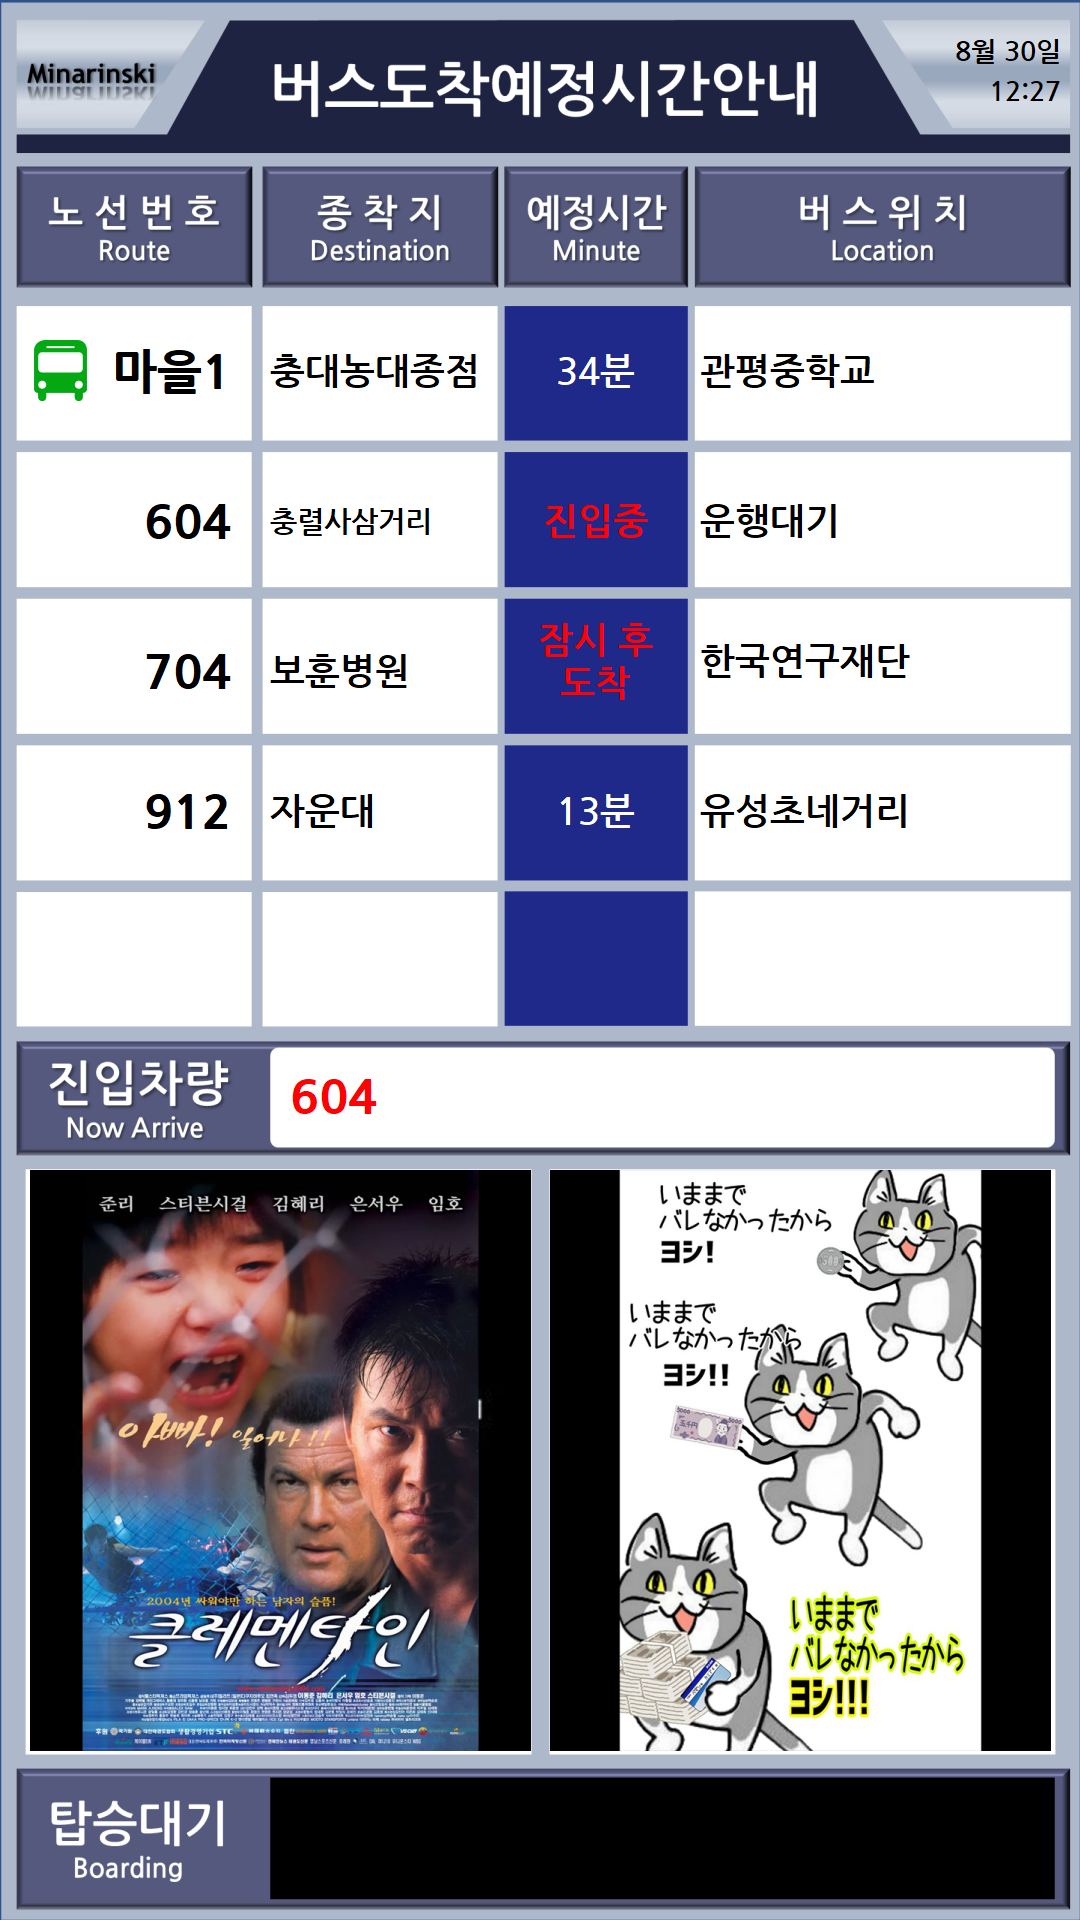 Minarinski
버스도착예정시간안내
8월 30일
12:27
노 선 번 호
Route
종 착 지
Destination
예정시간
Minute
버 스 위 치
Location
마을1 충대농대종점 34분 관평중학교
604 충렬사삼거리 진입중 운행대기
704 보훈병원 잠시 후 도착 한국연구재단
912 자운대 13분 유성초네거리
진입차량
Now Arrive
604
준리 스티븐시걸 김혜리 은서우 임호
아빠! 일어나!!
2004년 싸워야만 하는 남자의 슬픔!
클레멘타인
いままで
バレなかったから
ヨシ!
500
いままで
バレなかったから
ヨシ!!
5000
5000
五千円
いままで
バレなかったから
ヨシ!!!
탑승대기
Boarding